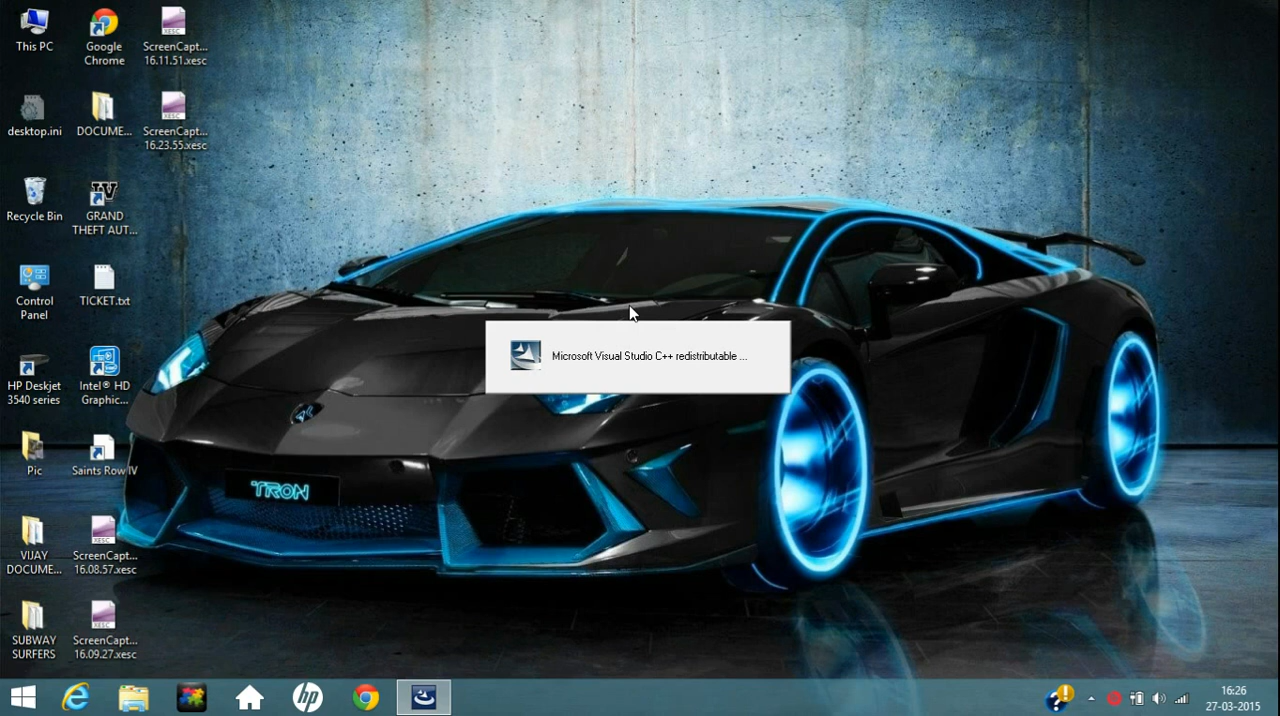 This PC
Google
Chrome
ScreenCapt...
16.11.51.xesc
desktop.ini
DOCUME...
ScreenCapt...
16.23.55.xesc
Recycle Bin
GRAND
THEFT AUT...
Control
Panel
TICKET.txt
HP Deskjet
3540 series
Intel® HD
Graphic...
Pic
Saints Row IV
VIJAY
DOCUME...
ScreenCapt...
16.08.57.xesc
SUBWAY
SURFERS
ScreenCapt...
16.09.27.xesc
Microsoft Visual Studio C++ redistributable ...
TRON
hp
16:26
27-03-2015